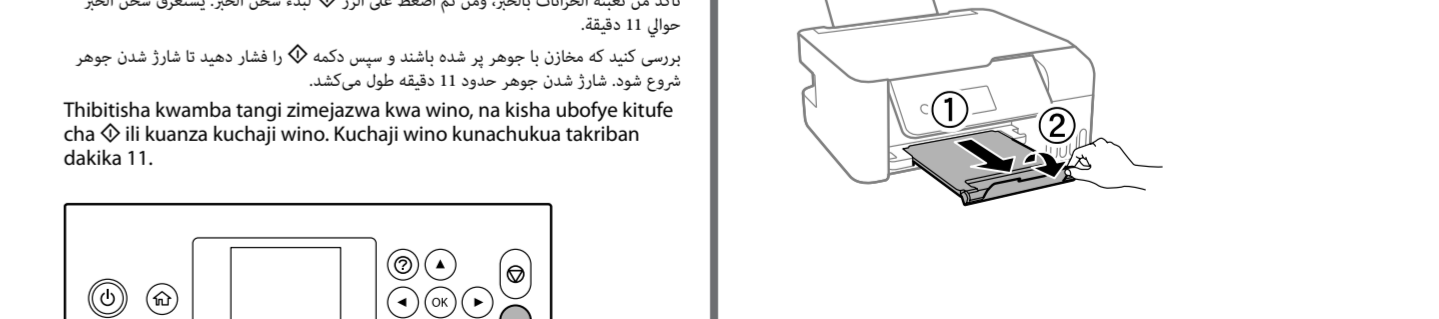 تأكد من تعبئة الخزانات بالحبر، ومن ثم اضغط على الزر لبدء شحن الحبر. يستغرق شحن الحبر
حوالي 11 دقيقة.
بررسی کنید که مخازن با جوهر پر شده باشند و سپس دکمه را فشار دهید تا شارژ شدن جوهر
شروع شود. شارژ شدن جوهر حدود 11 دقیقه طول می‌کشد.
Thibitisha kwamba tangi zimejazwa kwa wino, na kisha ubofye kitufe
cha ili kuanza kuchaji wino. Kuchaji wino kunachukua takriban
dakika 11.
?
OK
1
2